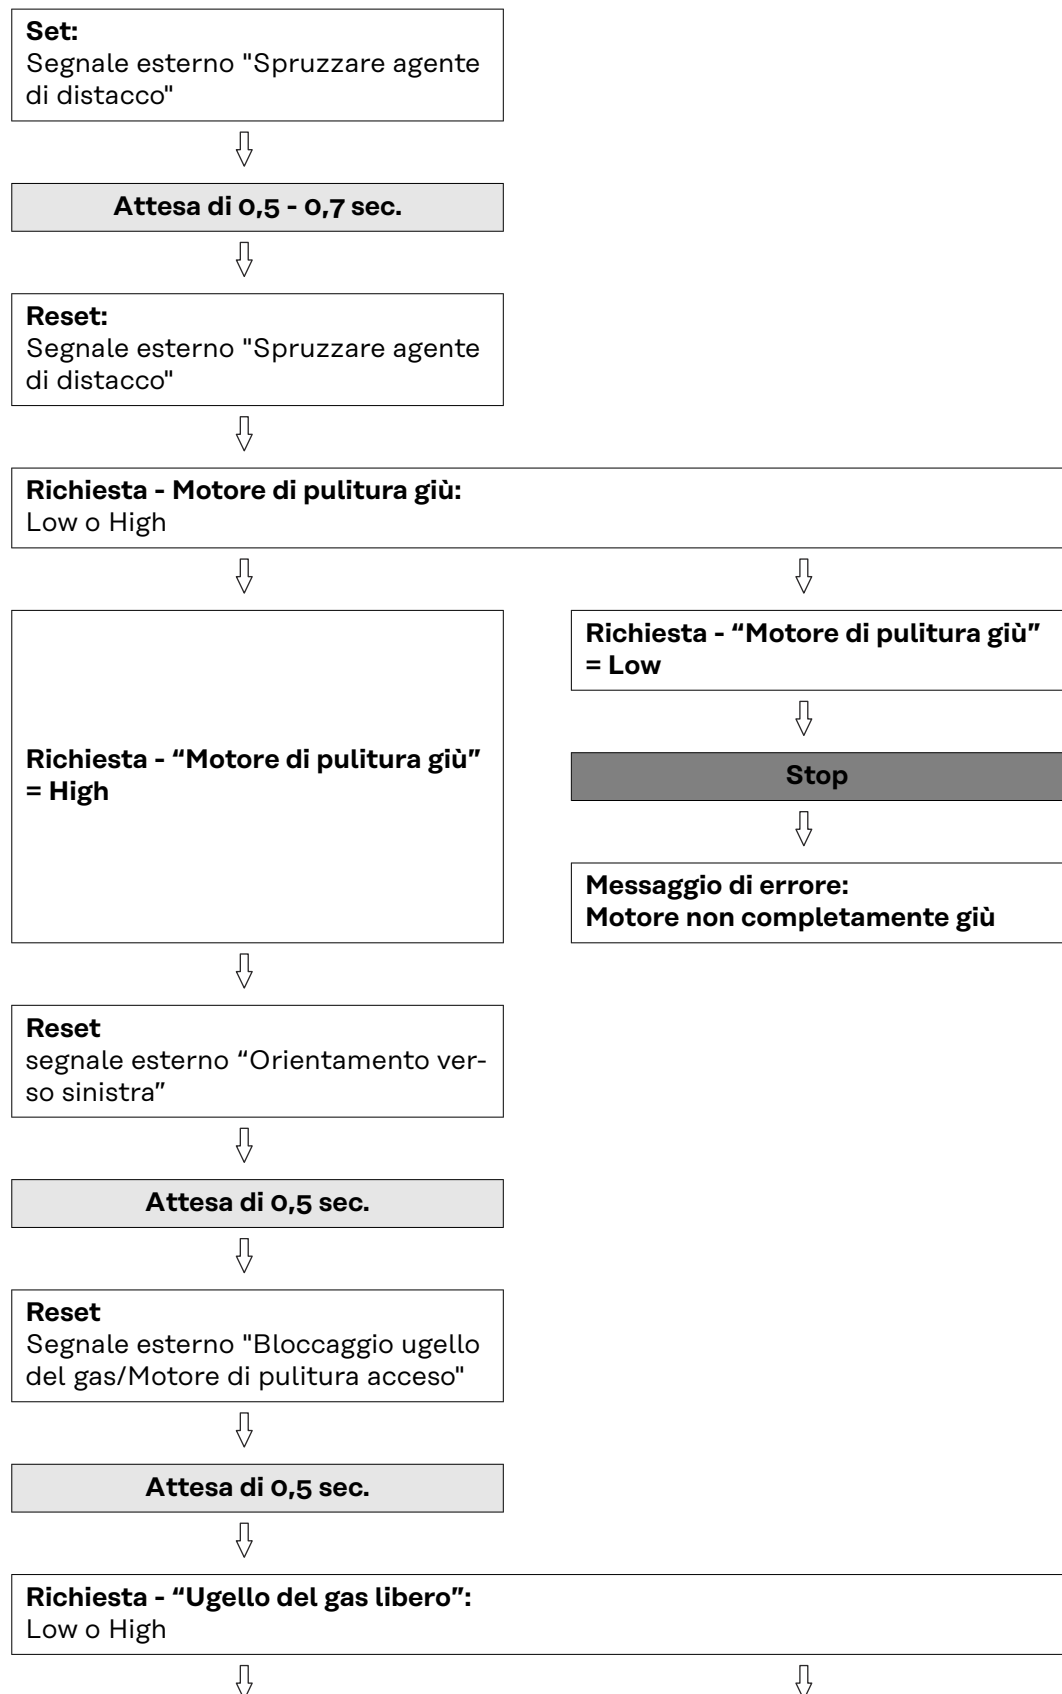 Set:
Segnale esterno "Spruzzare agente
di distacco"
Attesa di 0,5 - 0,7 sec.
Reset:
Segnale esterno "Spruzzare agente
di distacco"
Richiesta - Motore di pulitura giù:
Low o High
Richiesta - “Motore di pulitura giù”
= High
Richiesta - “Motore di pulitura giù”
= Low
Stop
Messaggio di errore:
Motore non completamente giù
Reset
segnale esterno “Orientamento ver-
so sinistra”
Attesa di 0,5 sec.
Reset
Segnale esterno "Bloccaggio ugello
del gas/Motore di pulitura acceso"
Attesa di 0,5 sec.
Richiesta - “Ugello del gas libero”:
Low o High